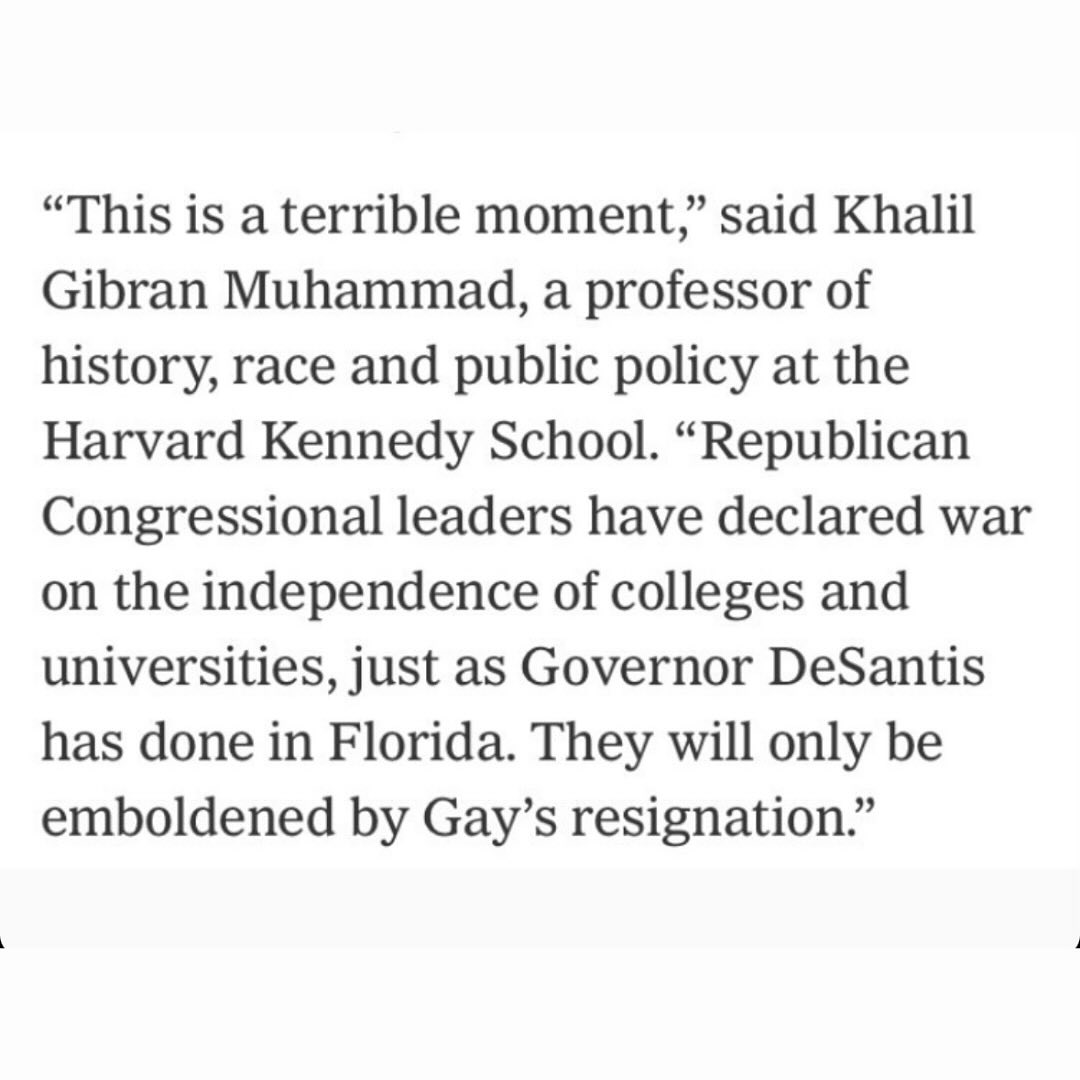 “This is a terrible moment,” said Khalil
Gibran Muhammad, a professor of
history, race and public policy at the
Harvard Kennedy School. “Republican
Congressional leaders have declared war
on the independence of colleges and
universities, just as Governor DeSantis
has done in Florida. They will only be
emboldened by Gay’s resignation.”